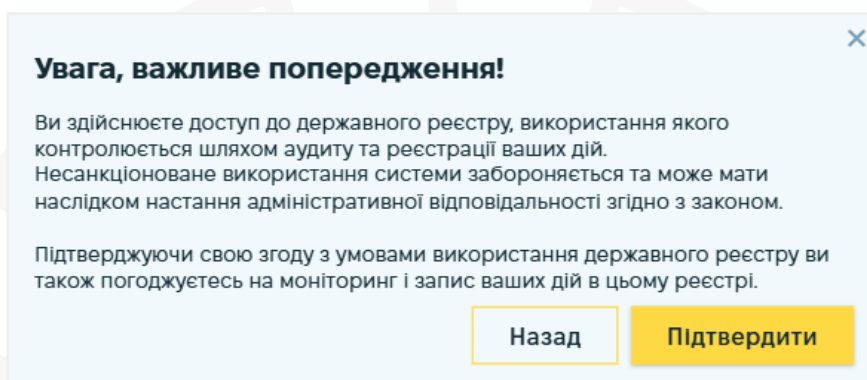 Увага, важливе попередження!
Ви здійснюєте доступ до державного реєстру, використання якого
контролюється шляхом аудиту та реєстрації ваших дій.
Несанкціоноване використання системи забороняється та може мати
наслідком настання адміністративної відповідальності згідно з законом.
Підтверджуючи свою згоду з умовами використання державного реєстру ви
також погоджуєтесь на моніторинг і запис ваших дій в цьому реєстрі.
Назад
Підтвердити